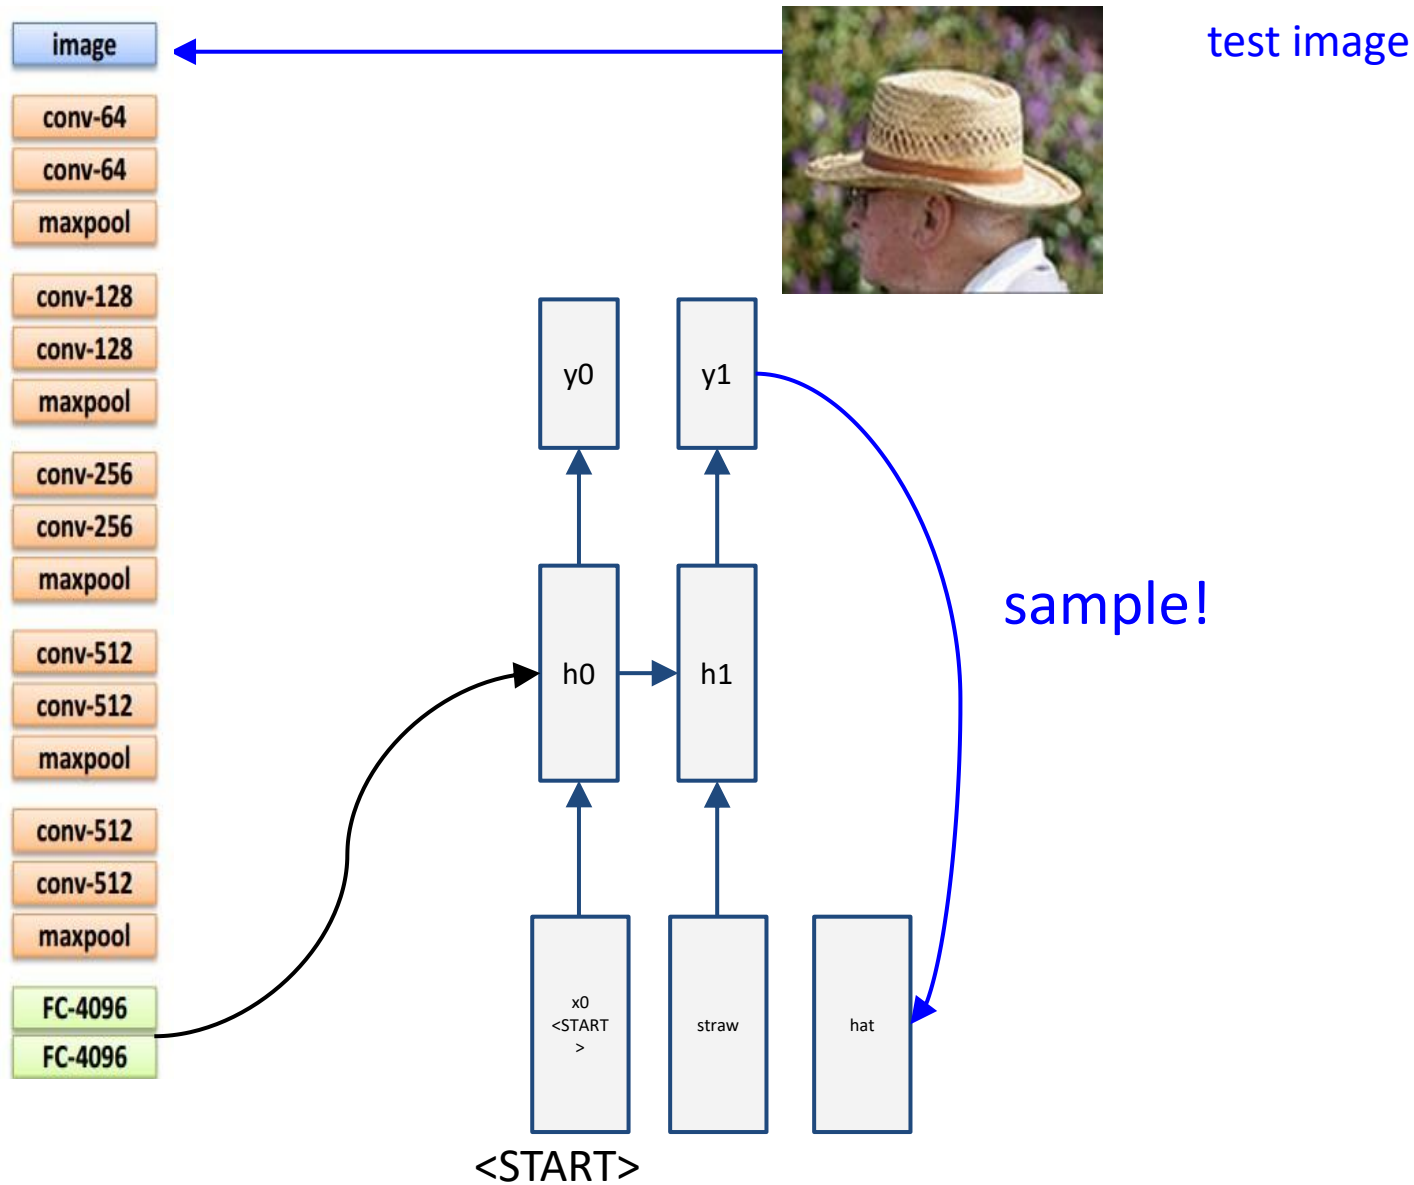 image
conv-64
conv-64
maxpool
conv-128
conv-128
maxpool
conv-256
conv-256
maxpool
conv-512
conv-512
maxpool
conv-512
conv-512
maxpool
FC-4096
FC-4096
test image
y0
y1
sample!
h0
h1
x0
<START
>
straw
hat
<START>